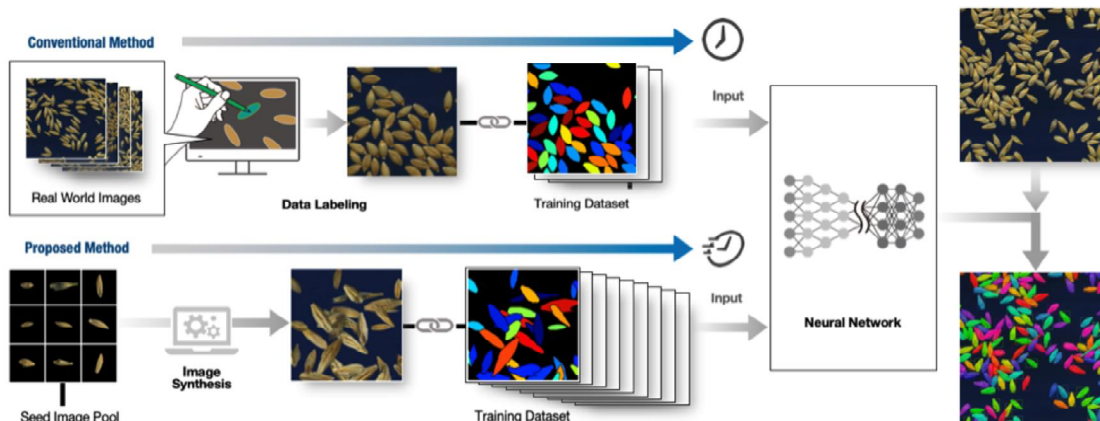 Conventional Method
Real World Images
Data Labeling
Training Dataset
Input
Proposed Method
Seed Image Pool
Image
Synthesis
Training Dataset
Input
Neural Network